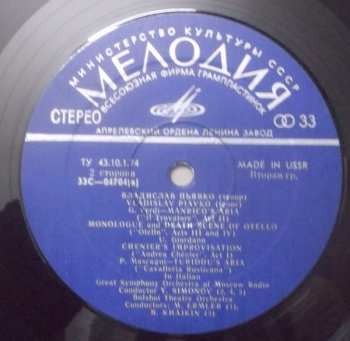 МИНИСТЕРСТВО КУЛЬТУРЫ СССР
МЕЛОДИЯ
ВСЕСОЮЗНАЯ ФИРМА ГРАМПЛАСТИНОК
СТЕРЕО
33
АПРЕЛЕВСКИЙ ОРДЕНА ЛЕНИНА ЗАВОД
ТУ 43.10.1.74
MADE IN USSR
2 сторона
33С—04704(а)
ВЛАДИСЛАВ ПЬЯВКО (тенор)
VLADISLAV PIAVKO (tenor)
G. Verdi—MANRICO'S ARIA
("Il Trovatore", Act II)
MONOLOGUE and DEATH SCENE OF OTELLO
("Otello", Acts III and IV)
U. Giordano
CHENIER'S IMPROVISATION
("Andrea Chénier", Act I)
P. Mascagni—TURIDDU'S ARIA
("Cavalleria Rusticana")
In Italian
Great Symphony Orchestra of Moscow Radio
Conductor Y. SIMONOV (2, 4, 5)
Bolshoi Theatre Orchestra
Conductors: M. ERMLER (1),
B. KHAIKIN (3)